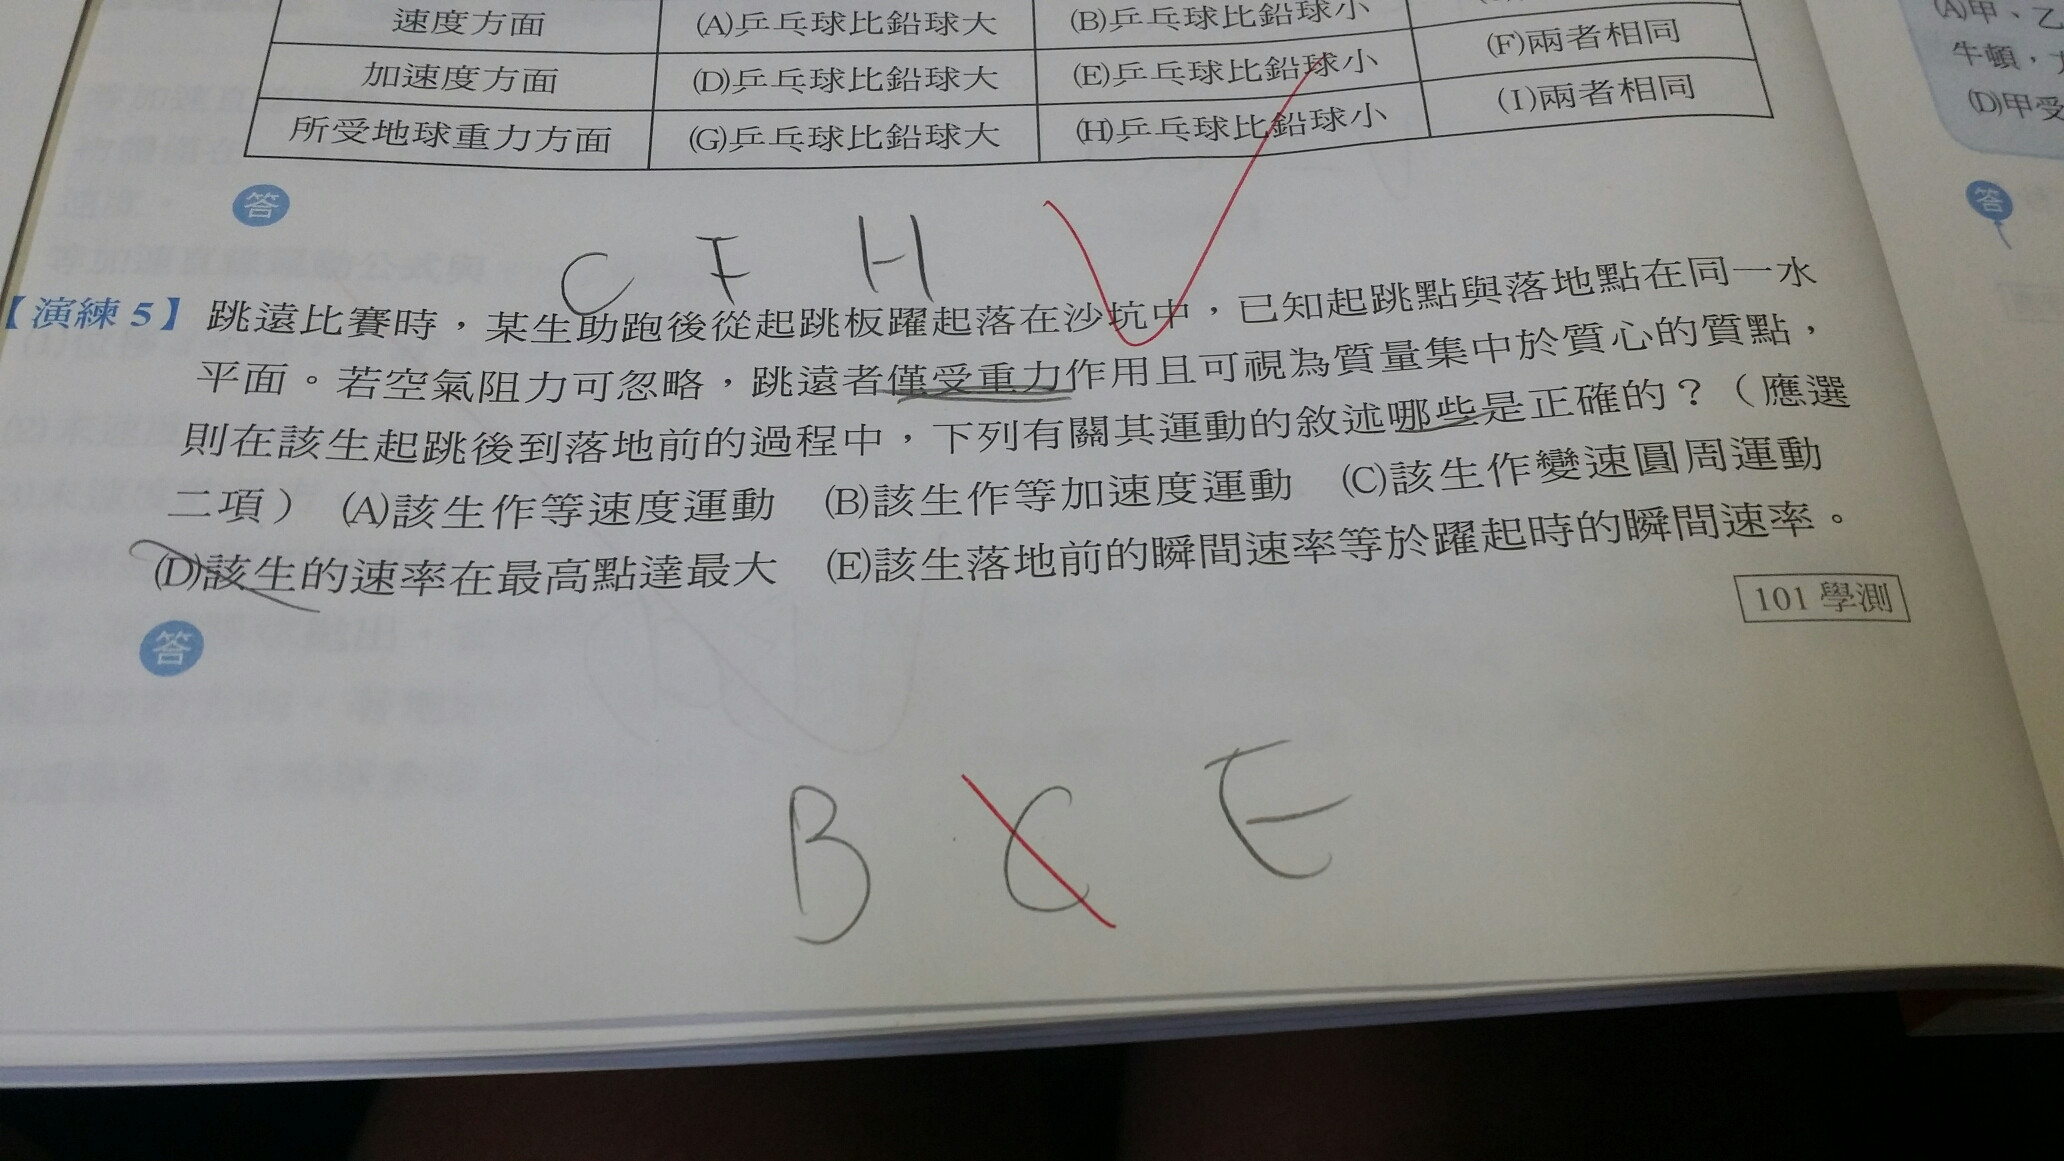 速度方面 (A)乒乓球比鉛球大 (B)乒乓球比鉛球小
加速度方面 (D)乒乓球比鉛球大 (E)乒乓球比鉛球小 (F)兩者相同
所受地球重力方面 (G)乒乓球比鉛球大 (H)乒乓球比鉛球小 (I)兩者相同
答
C F H
【演練5】跳遠比賽時，某生助跑後從起跳板躍起落在沙坑中，已知起跳點與落地點在同一水
平面。若空氣阻力可忽略，跳遠者僅受重力作用且可視為質量集中於質心的質點，
則在該生起跳後到落地前的過程中，下列有關其運動的敘述哪些是正確的？（應選
二項）(A)該生作等速度運動 (B)該生作等加速度運動 (C)該生作變速圓周運動
(D)該生的速率在最高點達最大 (E)該生落地前的瞬間速率等於躍起時的瞬間速率。
101 學測
答
B C E
(A)甲、乙
牛頓，
(D)甲受
答